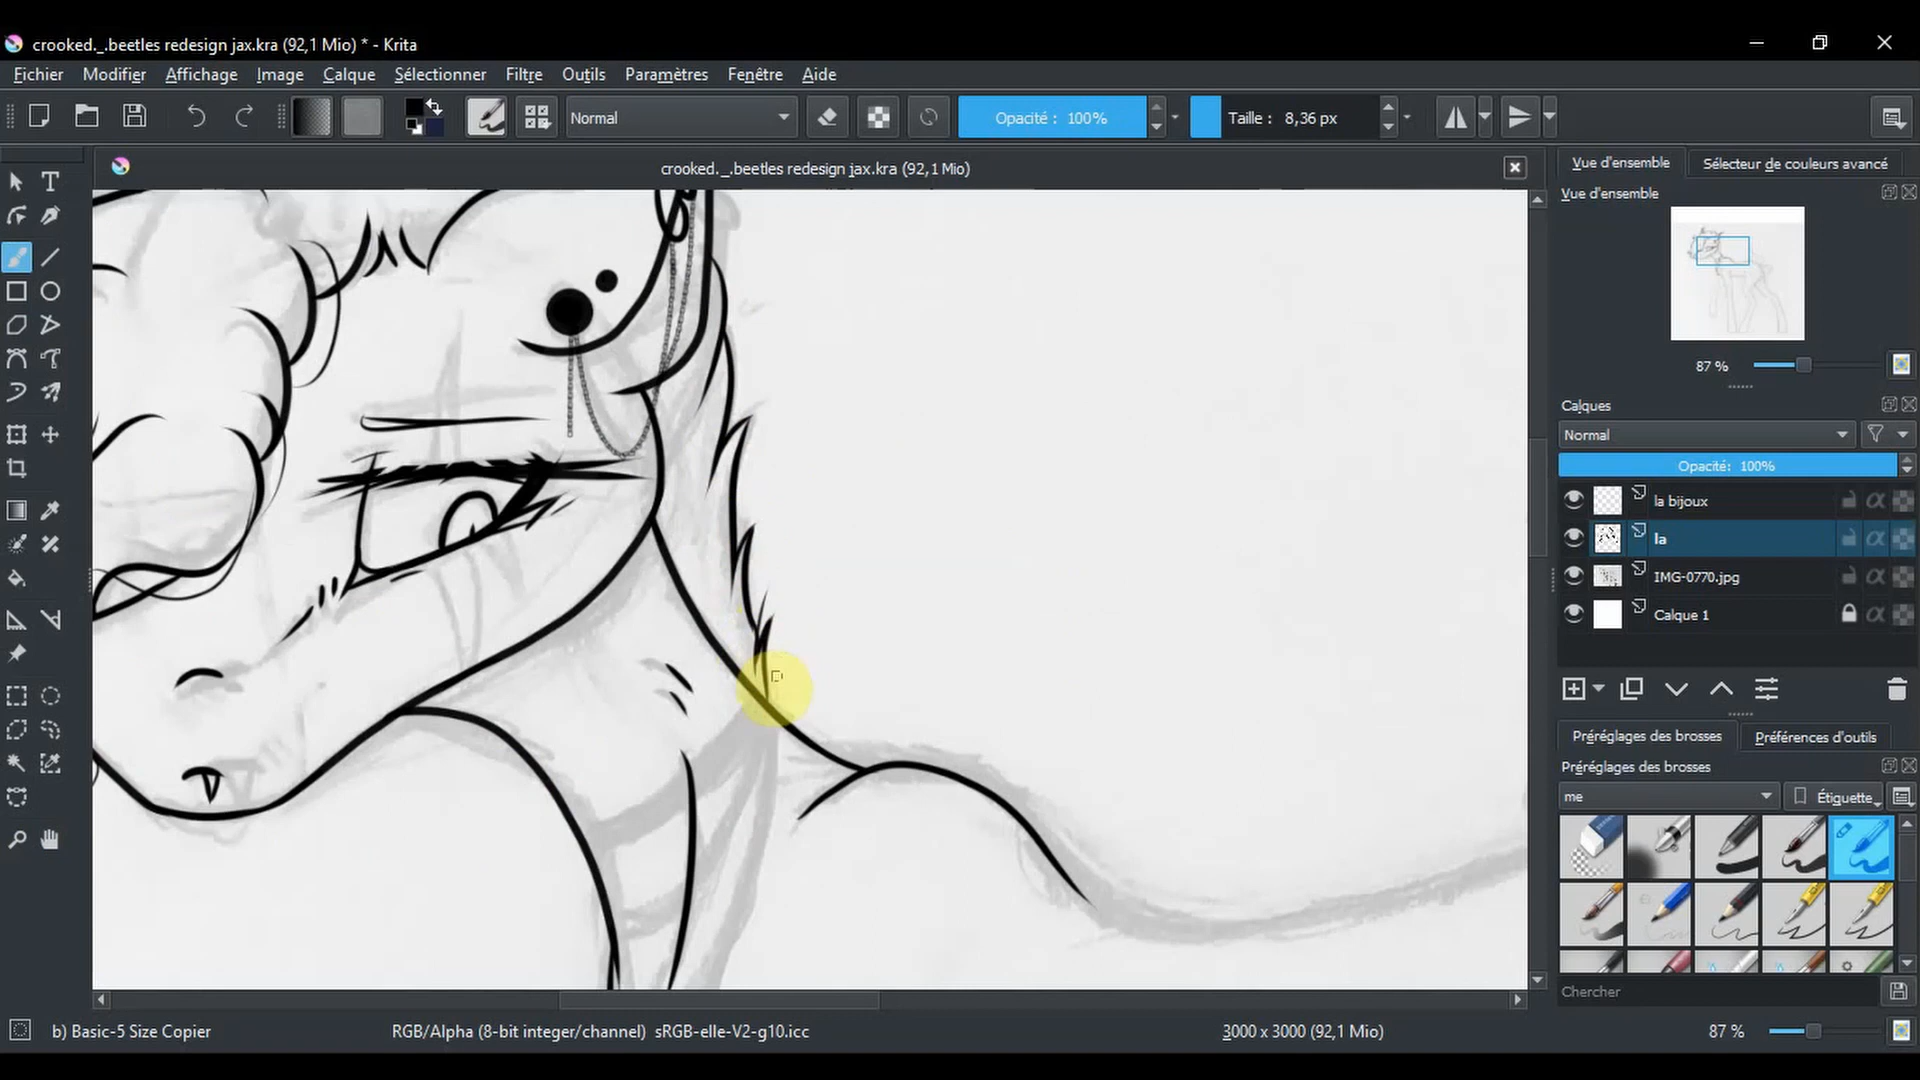 crooked._.beetles redesign jax.kra (92,1 Mio) * - Krita
Fichier Modifier Affichage Image Calque Sélectionner Filtre Outils Paramètres Fenêtre Aide
Normal
Opacité : 100%
Taille : 8,36 px
crooked._.beetles redesign jax.kra (92,1 Mio)
Vue d'ensemble
Sélecteur de couleurs avancé
Vue d'ensemble
87 %
Calques
Normal
Opacité: 100%
la bijoux
la
IMG-0770.jpg
Calque 1
Préréglages des brosses
Préférences d'outils
Préréglages des brosses
me
Étiquette
Chercher
b) Basic-5 Size Copier
RGB/Alpha (8-bit integer/channel) sRGB-elle-V2-g10.icc
3000 x 3000 (92,1 Mio)
87 %